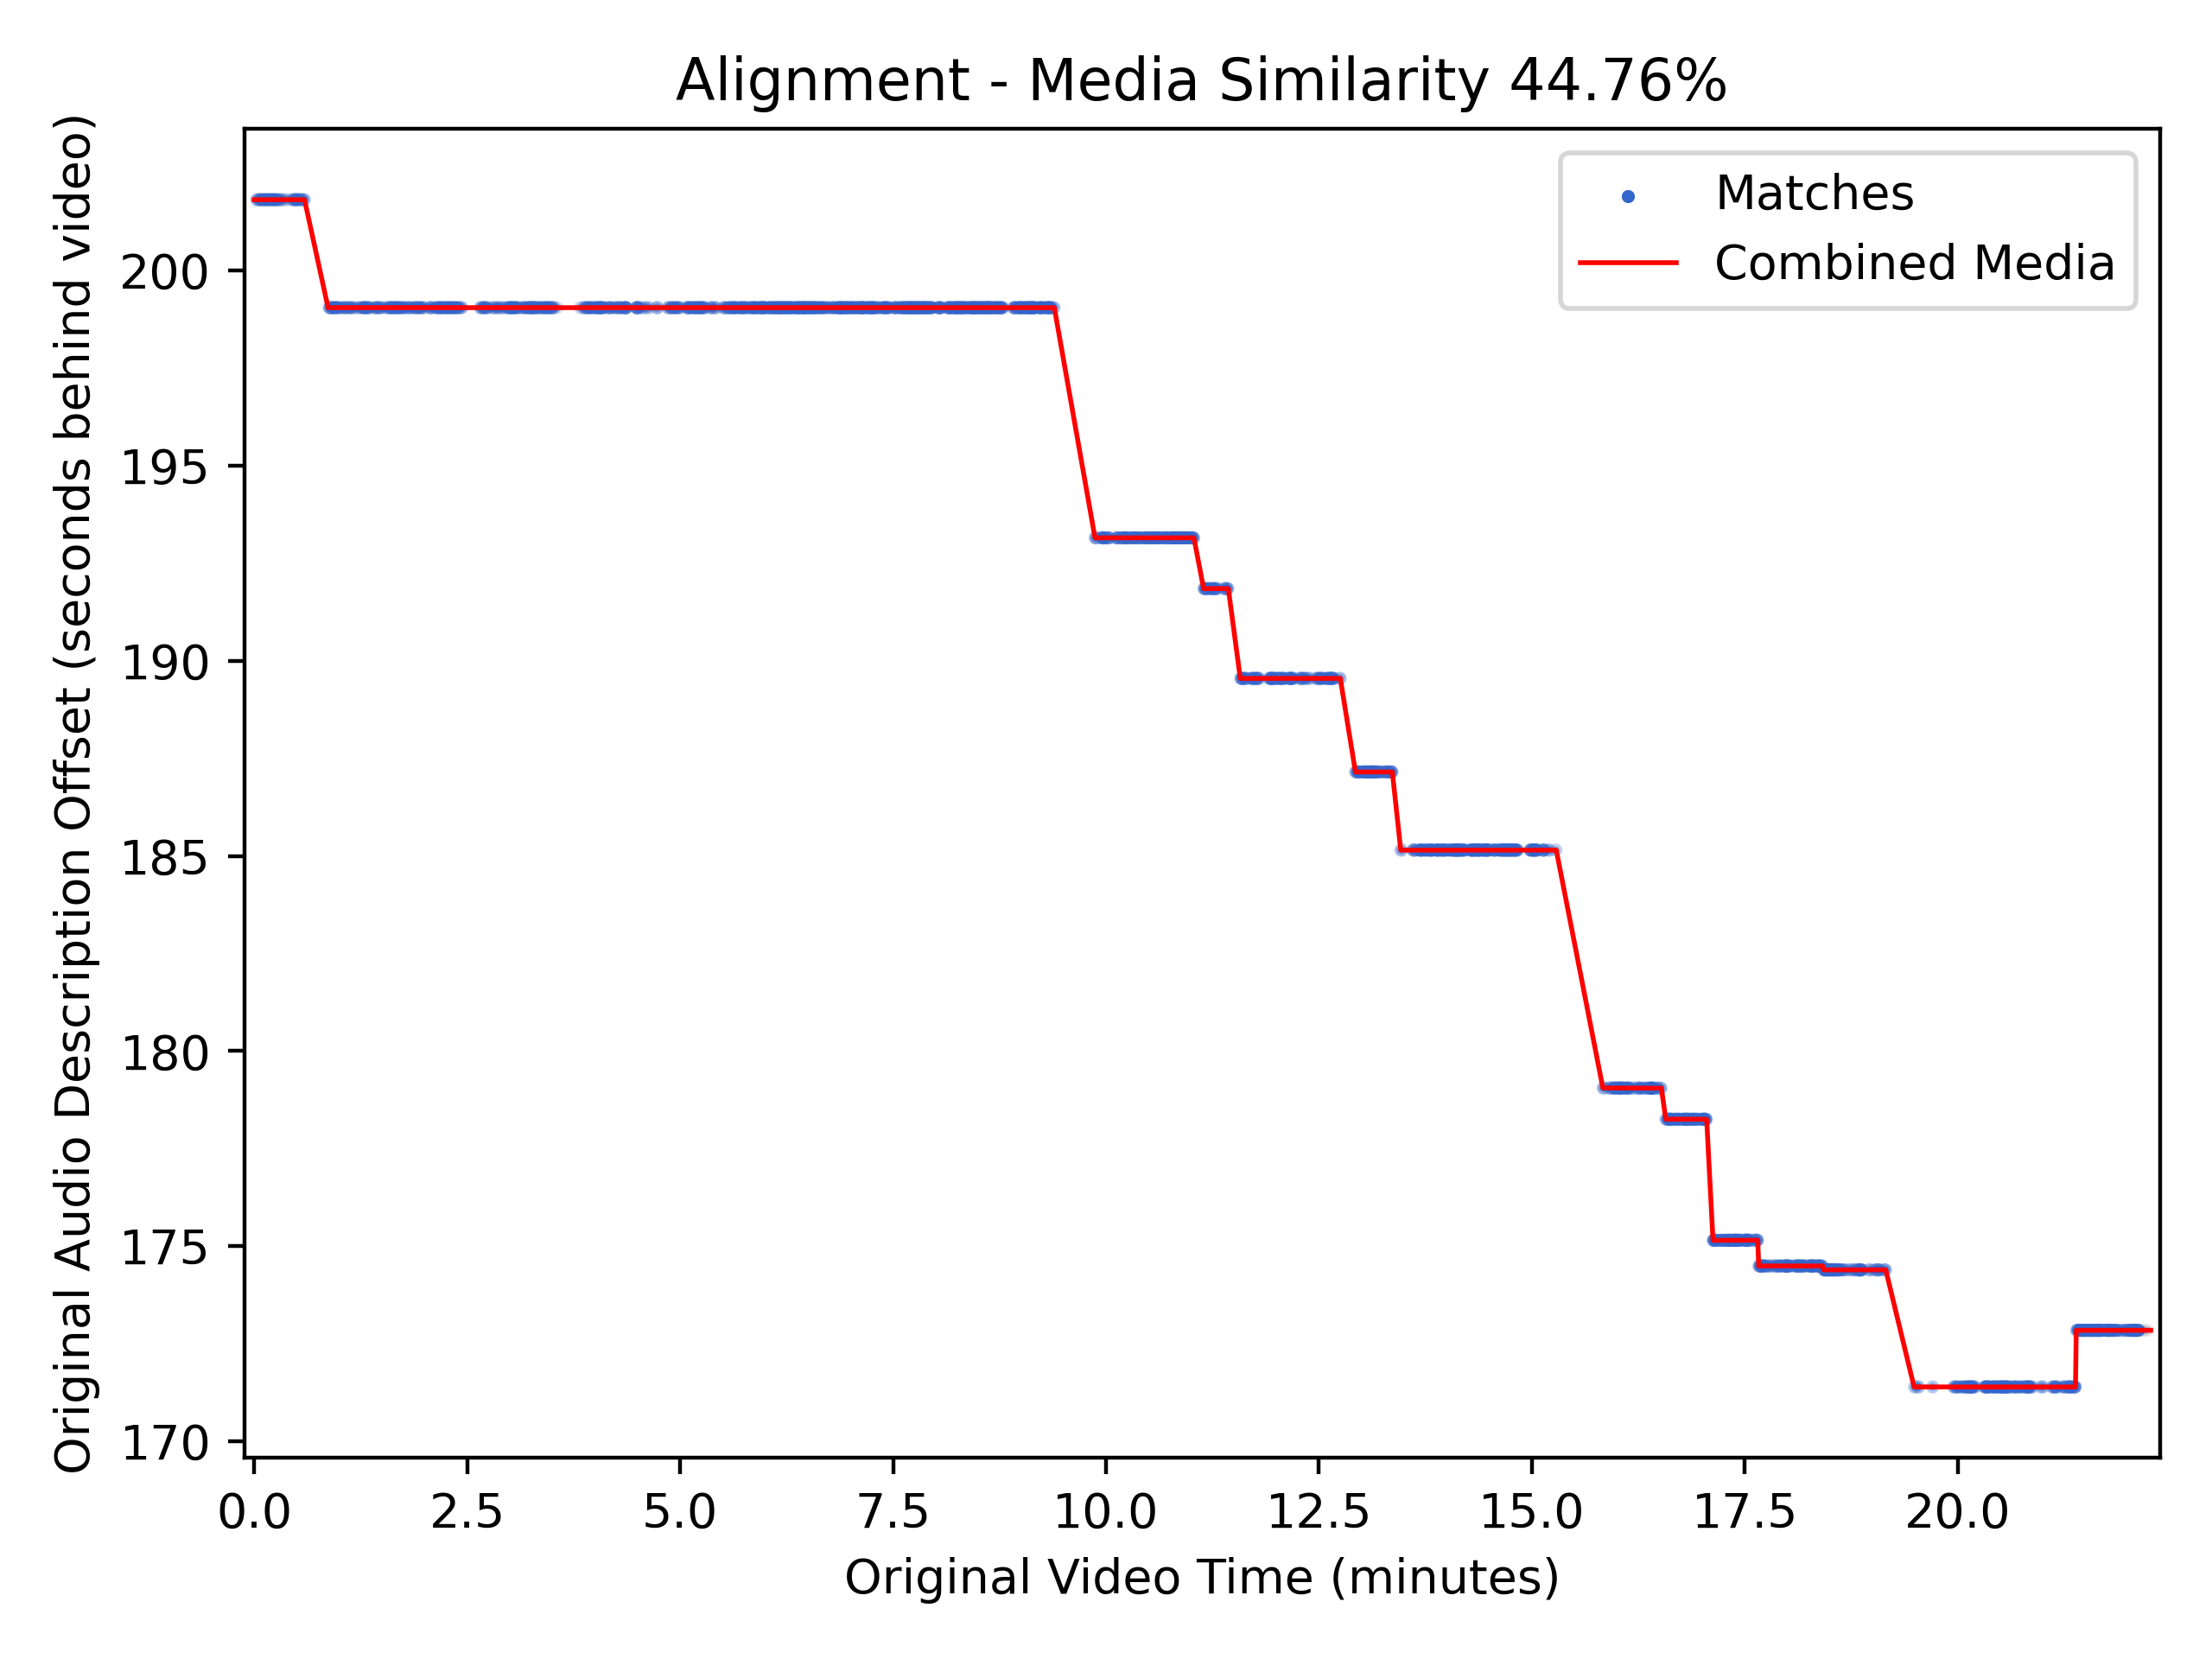 Alignment - Media Similarity 44.76%
Matches
Combined Media
Original Audio Description Offset (seconds behind video)
200
195
190
185
180
175
170
0.0 2.5 5.0 7.5 10.0 12.5 15.0 17.5 20.0
Original Video Time (minutes)